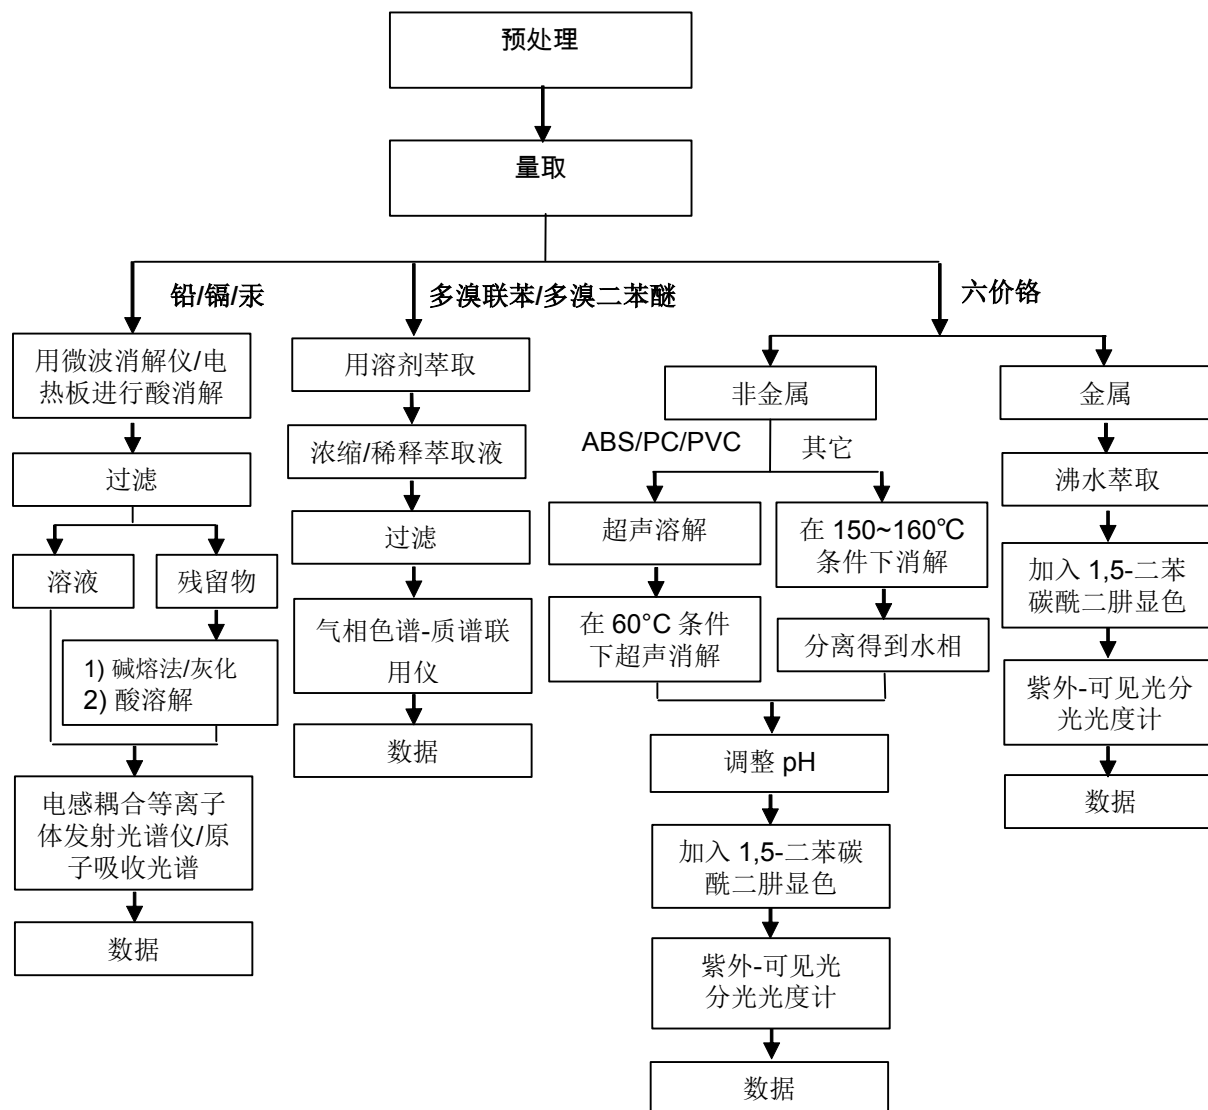 预处理
量取
铅/镉/汞
多溴联苯/多溴二苯醚
六价铬
用微波消解仪/电
热板进行酸消解
过滤
溶液
残留物
1) 碱熔法/灰化
2) 酸溶解
电感耦合等离子
体发射光谱仪/原
子吸收光谱
数据
用溶剂萃取
浓缩/稀释萃取液
过滤
气相色谱-质谱联
用仪
数据
非金属
ABS/PC/PVC
其它
超声溶解
在 60°C 条件
下超声消解
在 150~160℃
条件下消解
分离得到水相
调整 pH
加入 1,5-二苯碳
酰二肼显色
紫外-可见光
分光光度计
数据
金属
沸水萃取
加入 1,5-二苯
碳酰二肼显色
紫外-可见光分
光光度计
数据